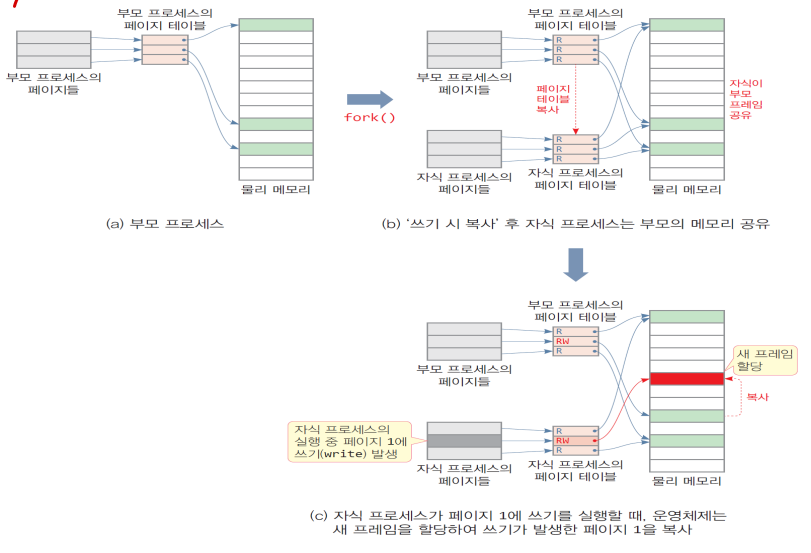 부모 프로세스의
페이지 테이블
부모 프로세스의
페이지들
물리 메모리
(a) 부모 프로세스
fork()
부모 프로세스의
페이지 테이블
R
R
R
부모 프로세스의
페이지들
페이지
테이블
복사
자식이
부모
프레임
공유
R
R
R
자식 프로세스의
페이지들
자식 프로세스의
페이지 테이블
물리 메모리
(b) ‘쓰기 시 복사’ 후 자식 프로세스는 부모의 메모리 공유
부모 프로세스의
페이지 테이블
R
RW
R
부모 프로세스의
페이지들
새 프레임
할당
복사
자식 프로세스의
실행 중 페이지 1에
쓰기(write) 발생
R
RW
R
자식 프로세스의
페이지들
자식 프로세스의
페이지 테이블
물리 메모리
(c) 자식 프로세스가 페이지 1에 쓰기를 실행할 때, 운영체제는
새 프레임을 할당하여 쓰기가 발생한 페이지 1을 복사